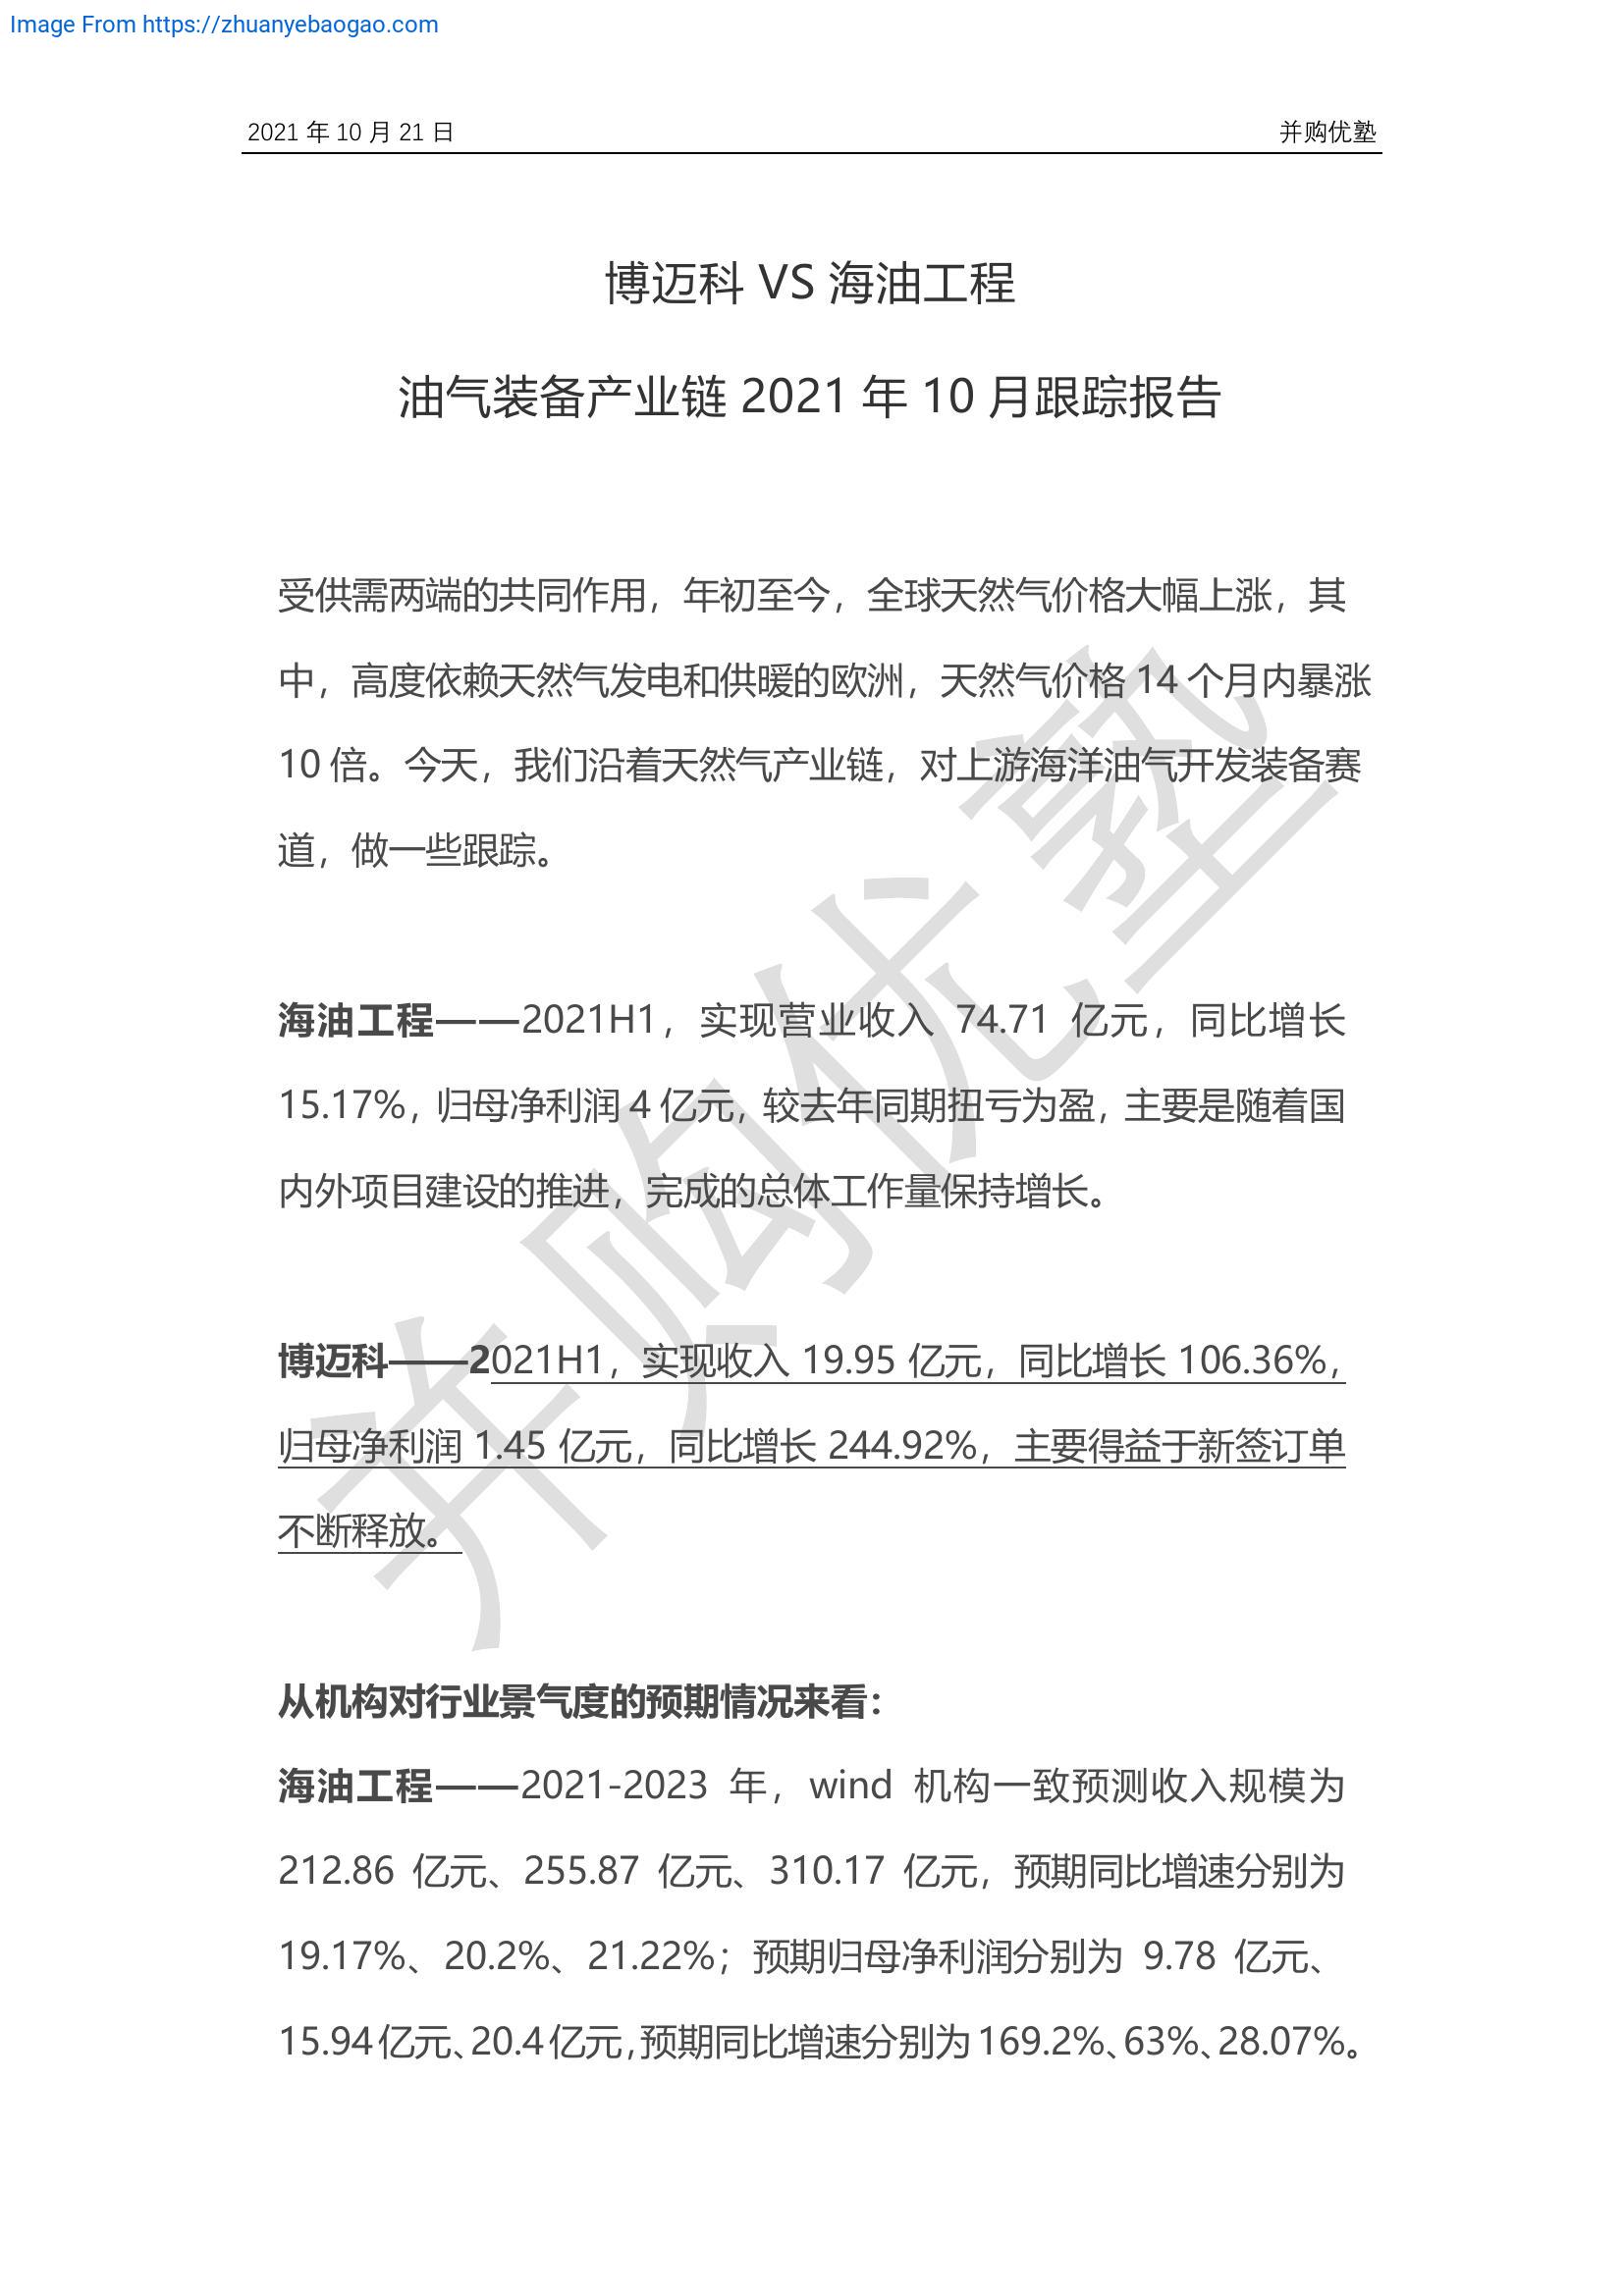 Image From https://zhuanyebaogao.com
2021 年 10 月 21 日 并购优塾
博迈科 VS 海油工程
油气装备产业链 2021 年 10 月跟踪报告
受供需两端的共同作用，年初至今，全球天然气价格大幅上涨，其
中，高度依赖天然气发电和供暖的欧洲，天然气价格 14 个月内暴涨
10 倍。今天，我们沿着天然气产业链，对上游海洋油气开发装备赛
道，做一些跟踪。
海油工程——2021H1，实现营业收入 74.71 亿元，同比增长
15.17%，归母净利润 4 亿元，较去年同期扭亏为盈，主要是随着国
内外项目建设的推进，完成的总体工作量保持增长。
博迈科——2021H1，实现收入 19.95 亿元，同比增长 106.36%，
归母净利润 1.45 亿元，同比增长 244.92%，主要得益于新签订单
不断释放。
从机构对行业景气度的预期情况来看：
海油工程——2021-2023 年，wind 机构一致预测收入规模为
212.86 亿元、255.87 亿元、310.17 亿元，预期同比增速分别为
19.17%、20.2%、21.22%；预期归母净利润分别为 9.78 亿元、
15.94 亿元、20.4 亿元，预期同比增速分别为 169.2%、63%、28.07%。
并购优塾